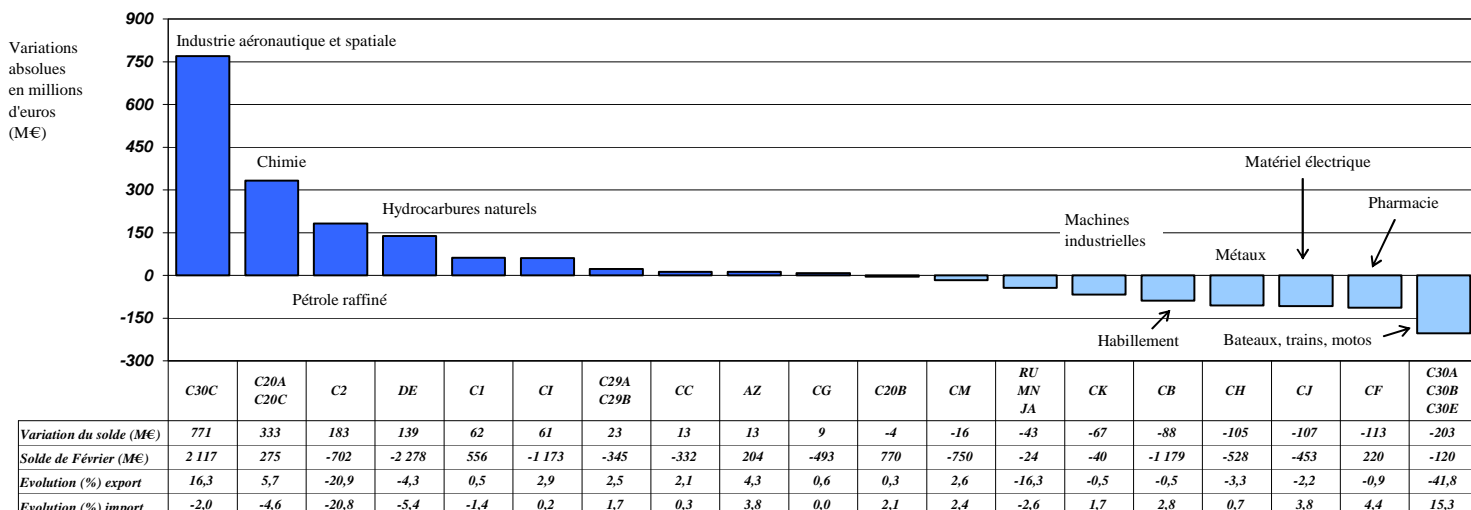 Variations
absolues
en millions
d'euros
(M€)
900
750
600
450
300
150
0
-150
-300
Industrie aéronautique et spatiale
Chimie
Hydrocarbures naturels
Pétrole raffiné
Machines
industrielles
Matériel électrique
Pharmacie
Métaux
Habillement
Bateaux, trains, motos
C30C C20A C20C C2 DE C1 CI C29A C29B CC AZ CG C20B CM RU MN JA CK CB CH CJ CF C30A C30B C30E
Variation du solde (M€) 771 333 183 139 62 61 23 13 13 9 -4 -16 -43 -67 -88 -105 -107 -113 -203
Solde de Février (M€) 2 117 275 -702 -2 278 556 -1 173 -345 -332 204 -493 770 -750 -24 -40 -1 179 -528 -453 220 -120
Evolution (%) export 16,3 5,7 -20,9 -4,3 0,5 2,9 2,5 2,1 4,3 0,6 0,3 2,6 -16,3 -0,5 -0,5 -3,3 -2,2 -0,9 -41,8
Evolution (%) import -2,0 -4,6 -20,8 -5,4 -1,4 0,2 1,7 0,3 3,8 0,0 2,1 2,4 -2,6 1,7 2,8 0,7 3,8 4,4 15,3